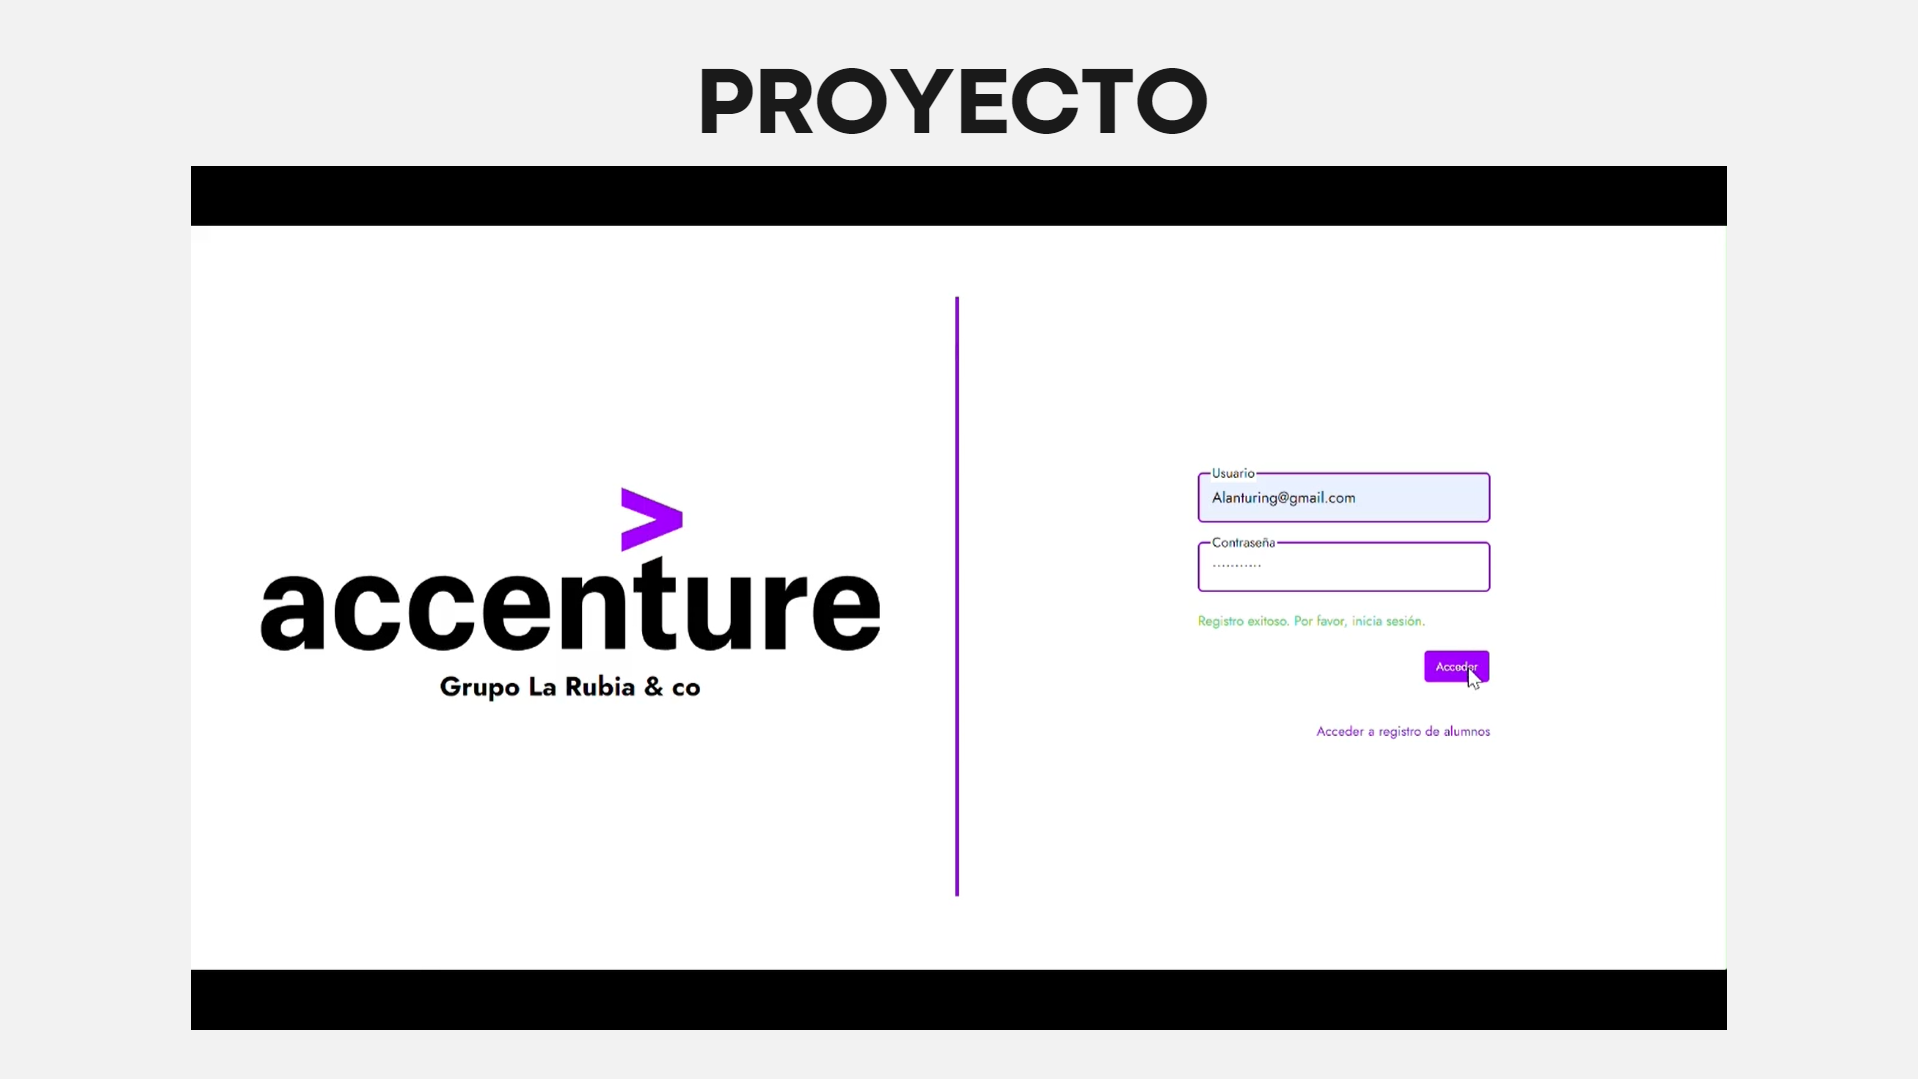 PROYECTO
>
accenture
Grupo La Rubia & co
Usuario
Alanturing@gmail.com
Contraseña
...........
Registro exitoso. Por favor, inicia sesión.
Acceder
Acceder a registro de alumnos